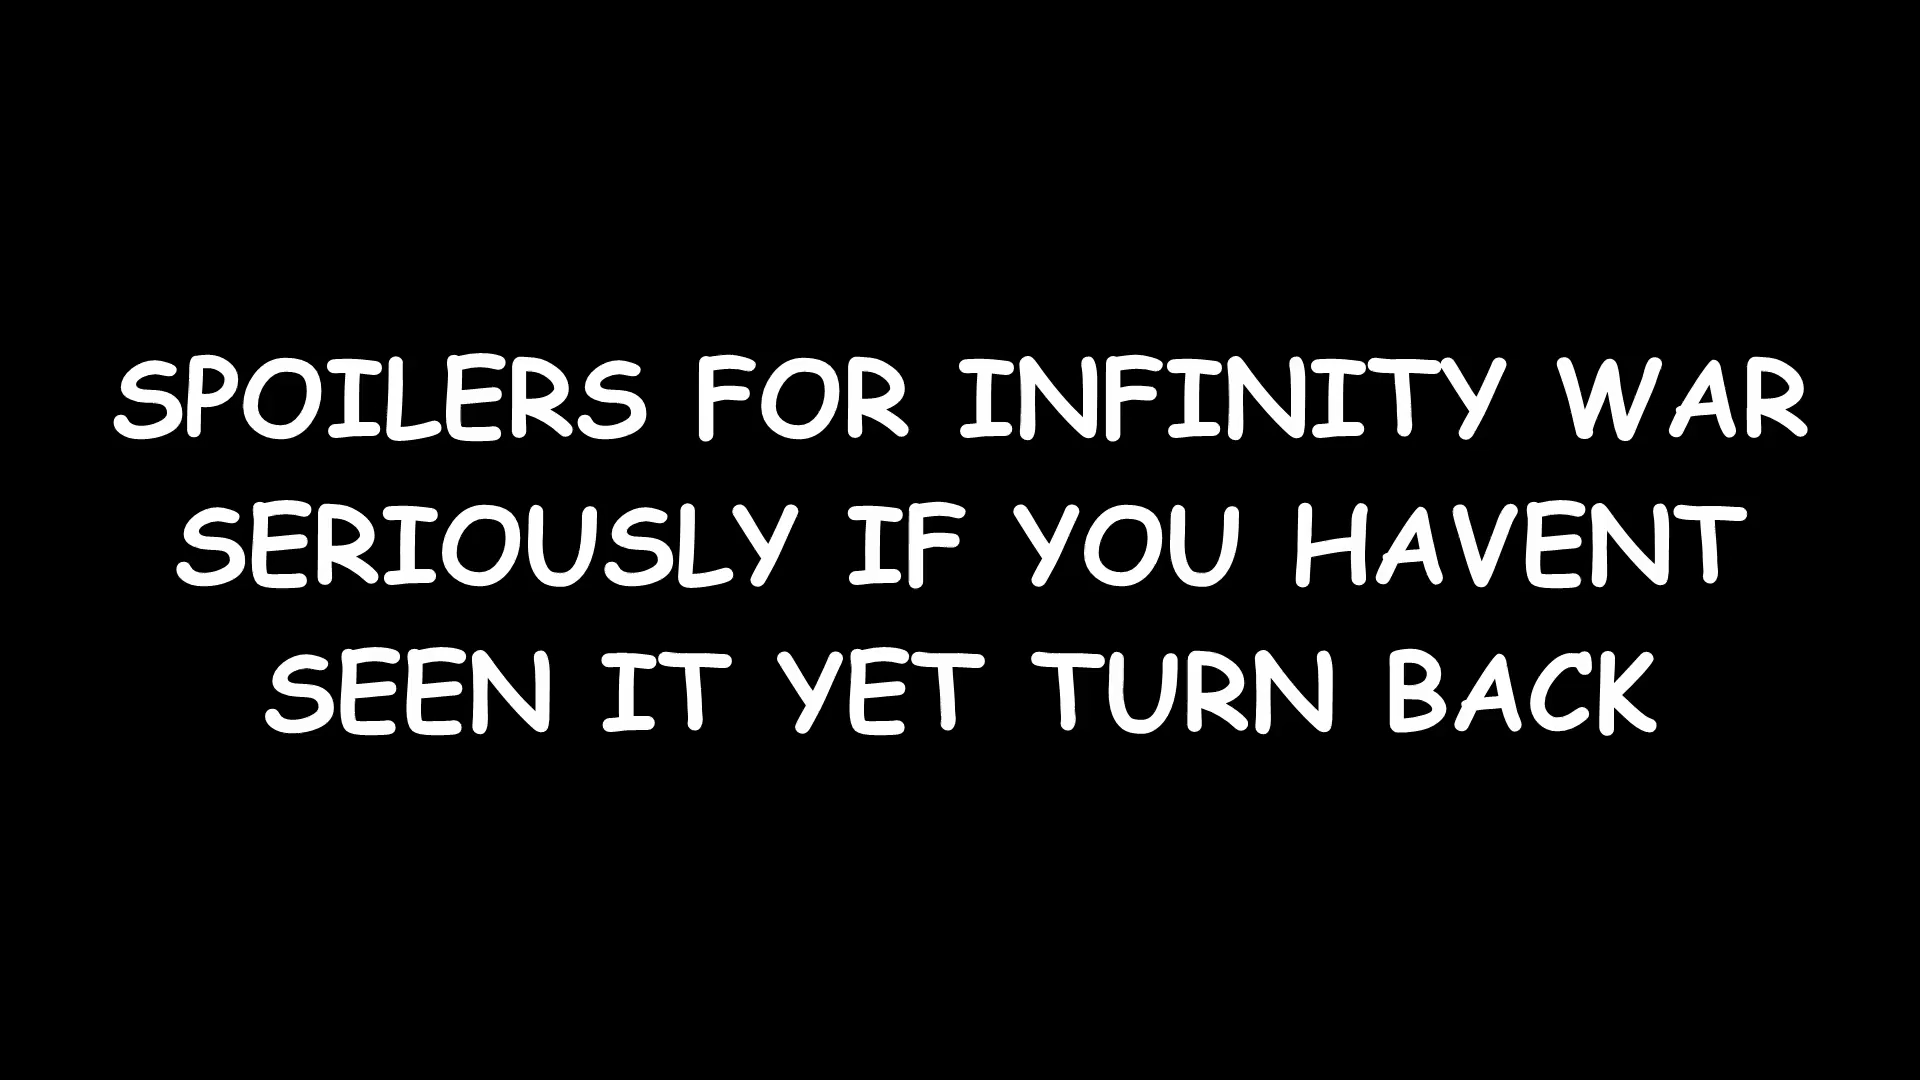 SPOILERS FOR INFINITY WAR
SERIOUSLY IF YOU HAVENT
SEEN IT YET TURN BACK